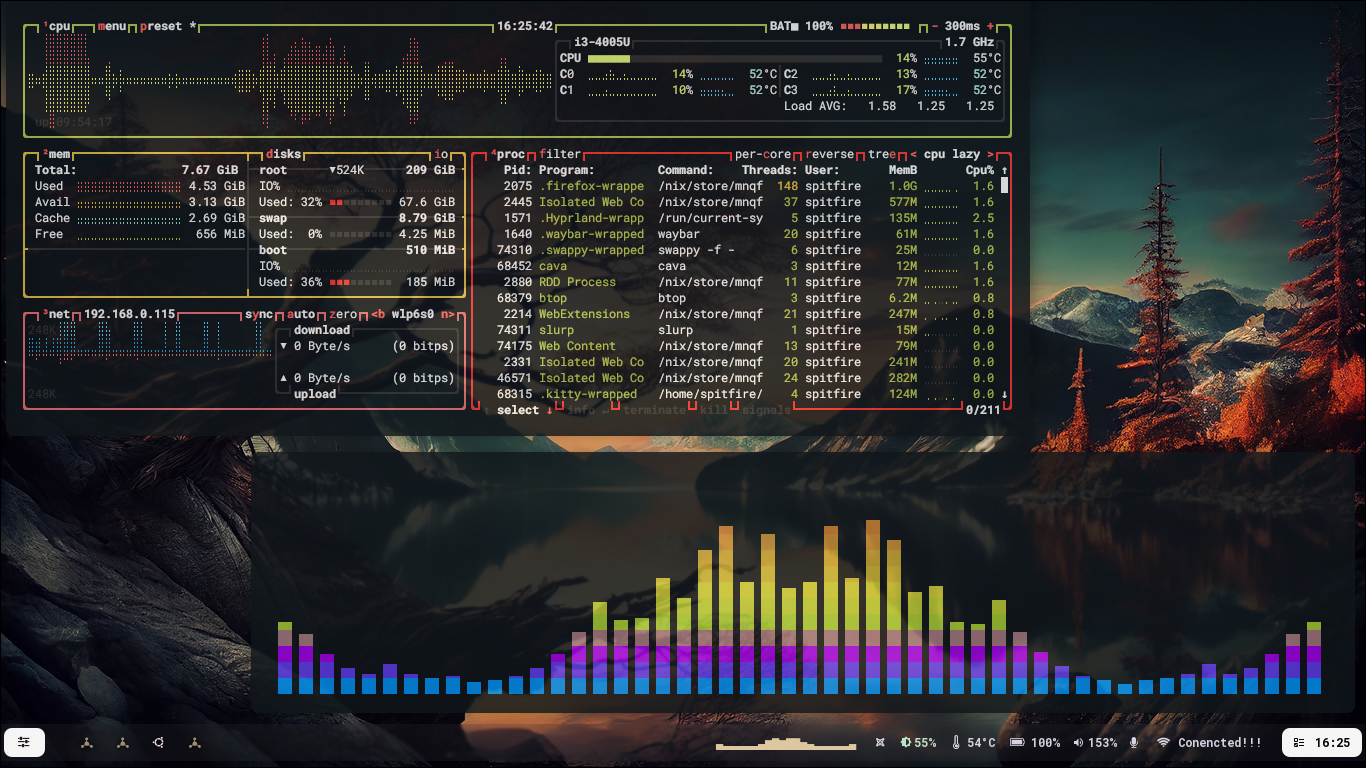 ¹cpu menu preset * 16:25:42 BAT■ 100% - 300ms +
i3-4005U 1.7 GHz
CPU 14% 55°C
C0 14% 52°C C2 13% 52°C
C1 10% 52°C C3 17% 52°C
Load AVG: 1.58 1.25 1.25
up 09:54:17
²mem disks io
Total: 7.67 GiB
Used 4.53 GiB
Avail 3.13 GiB
Cache 2.69 GiB
Free 656 MiB
root ▼524K 209 GiB
IO%
Used: 32% 67.6 GiB
swap 8.79 GiB
Used: 0% 4.25 MiB
boot 510 MiB
IO%
Used: 36% 185 MiB
³net 192.168.0.115 sync auto zero <b wlp6s0 n>
248K
download
▼ 0 Byte/s (0 bitps)
▲ 0 Byte/s (0 bitps)
upload
248K
⁴proc filter per-core reverse tree < cpu lazy >
Pid: Program: Command: Threads: User: MemB Cpu% ↑
2075 .firefox-wrappe /nix/store/mnqf 148 spitfire 1.0G 1.6
2445 Isolated Web Co /nix/store/mnqf 37 spitfire 577M 1.6
1571 .Hyprland-wrapp /run/current-sy 5 spitfire 135M 2.5
1640 .waybar-wrapped waybar 20 spitfire 61M 1.6
74310 .swappy-wrapped swappy -f - 6 spitfire 25M 0.0
68452 cava cava 3 spitfire 12M 1.6
2880 RDD Process /nix/store/mnqf 11 spitfire 77M 1.6
68379 btop btop 3 spitfire 6.2M 0.8
2214 WebExtensions /nix/store/mnqf 21 spitfire 247M 0.8
74311 slurp slurp 1 spitfire 15M 0.0
74175 Web Content /nix/store/mnqf 13 spitfire 79M 0.0
2331 Isolated Web Co /nix/store/mnqf 20 spitfire 241M 0.0
46571 Isolated Web Co /nix/store/mnqf 24 spitfire 282M 0.0
68315 .kitty-wrapped /home/spitfire/ 4 spitfire 124M 0.0 ↓
↑ select ↓ info ↵ terminate kill signals 0/211
55% 54°C 100% 153% Conencted!!! 16:25